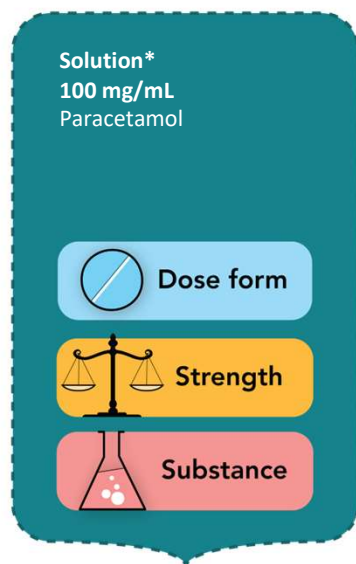 Solution*
100 mg/mL
Paracetamol
Dose form
Strength
Substance